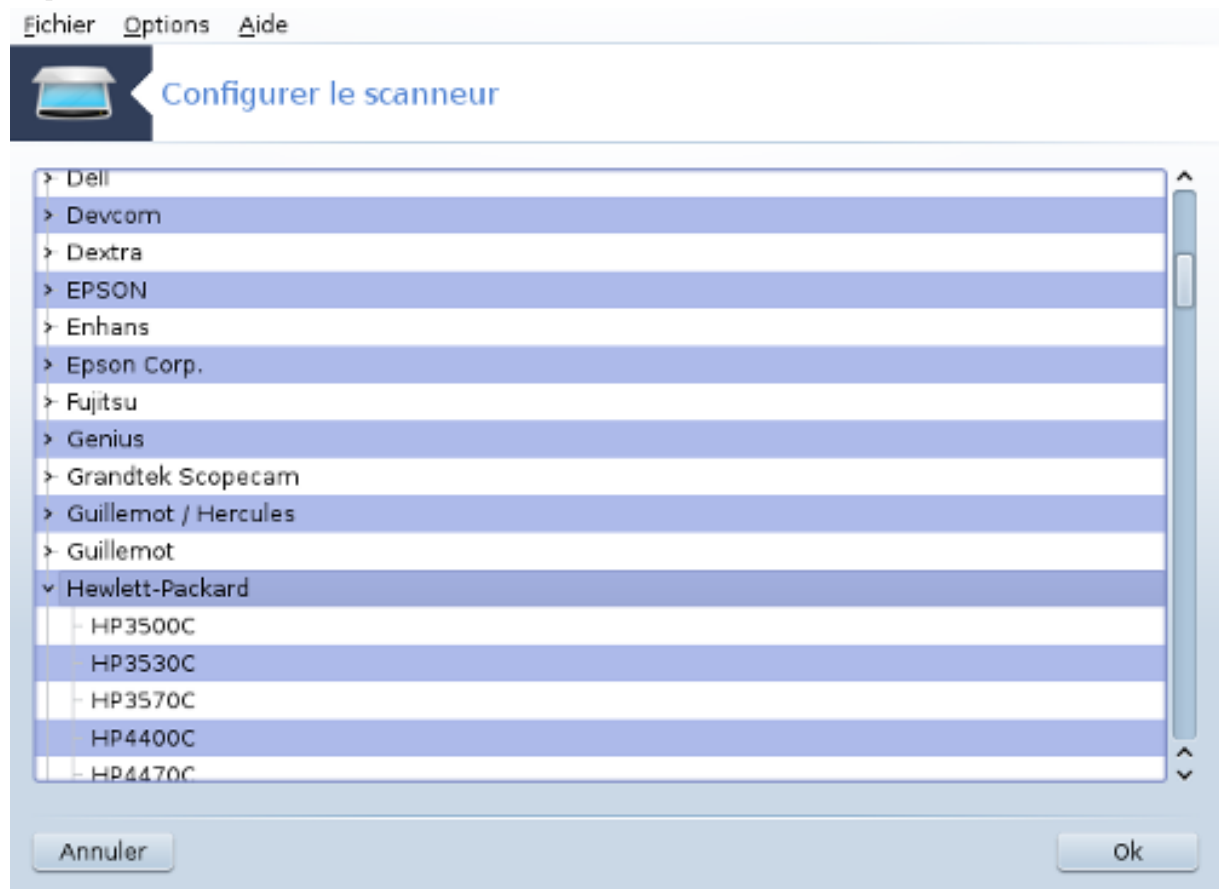 Fichier Options Aide
Configurer le scanneur
Dell
Devcom
Dextra
EPSON
Enhans
Epson Corp.
Fujitsu
Genius
Grandtek Scopecam
Guillemot / Hercules
Guillemot
Hewlett-Packard
HP3500C
HP3530C
HP3570C
HP4400C
HP4470C
Annuler Ok